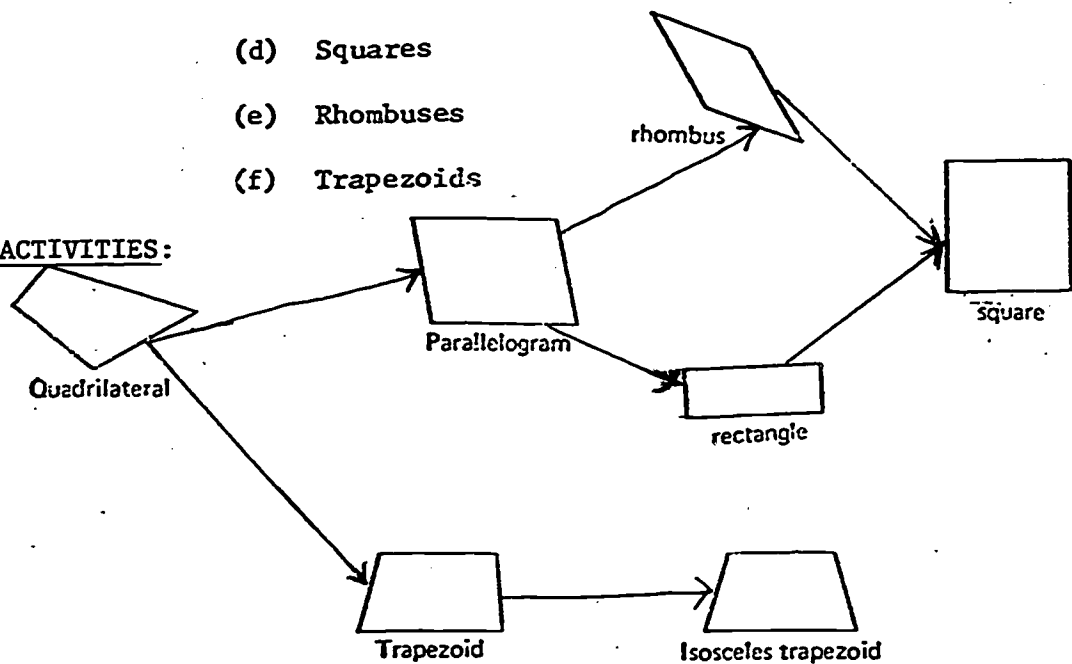 (d) Squares
(e) Rhombuses
(f) Trapezoids
ACTIVITIES:
rhombus
square
Parallelogram
Quadrilateral
rectangle
Trapezoid
Isosceles trapezoid